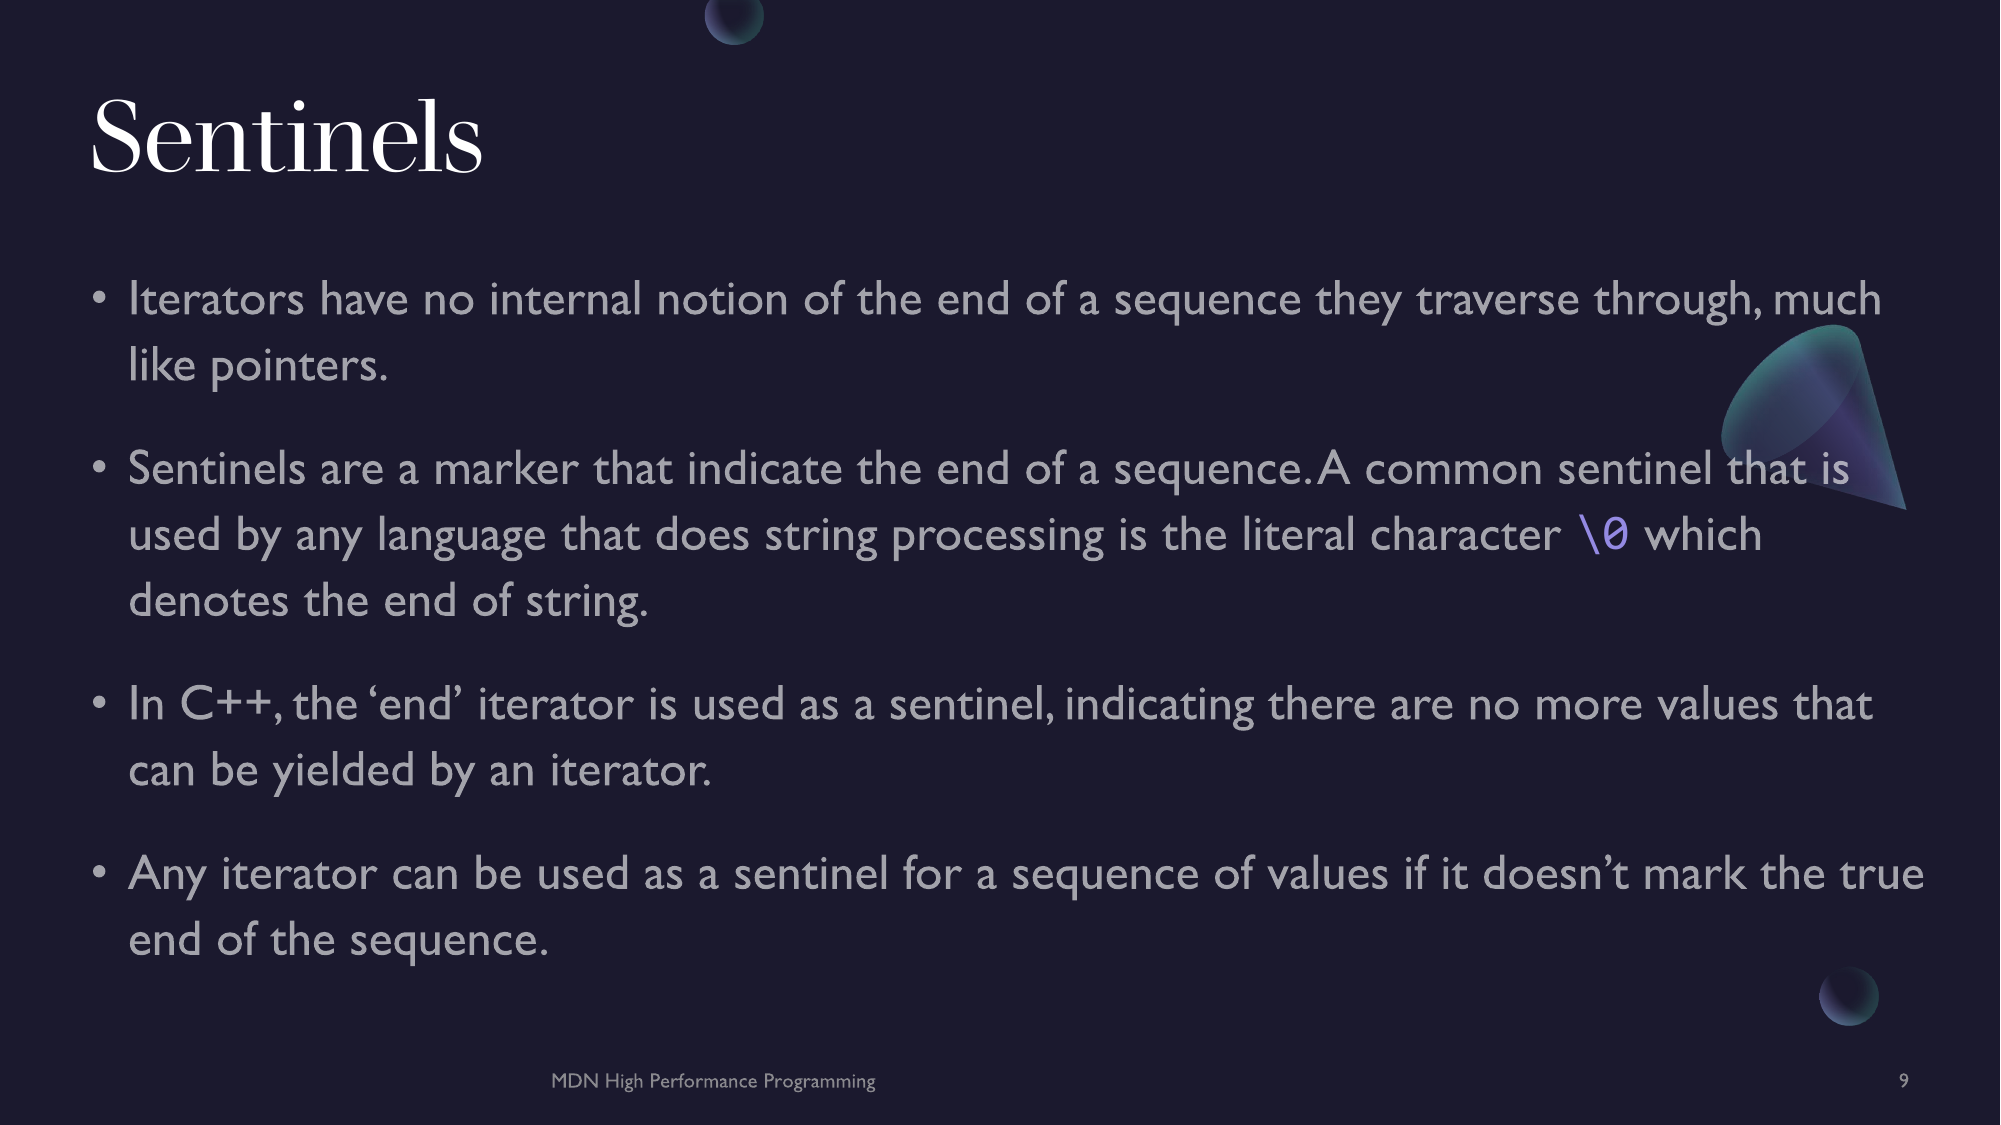 Sentinels
• Iterators have no internal notion of the end of a sequence they traverse through, much
like pointers.
• Sentinels are a marker that indicate the end of a sequence. A common sentinel that is
used by any language that does string processing is the literal character \0 which
denotes the end of string.
• In C++, the ‘end’ iterator is used as a sentinel, indicating there are no more values that
can be yielded by an iterator.
• Any iterator can be used as a sentinel for a sequence of values if it doesn’t mark the true
end of the sequence.
MDN High Performance Programming
9